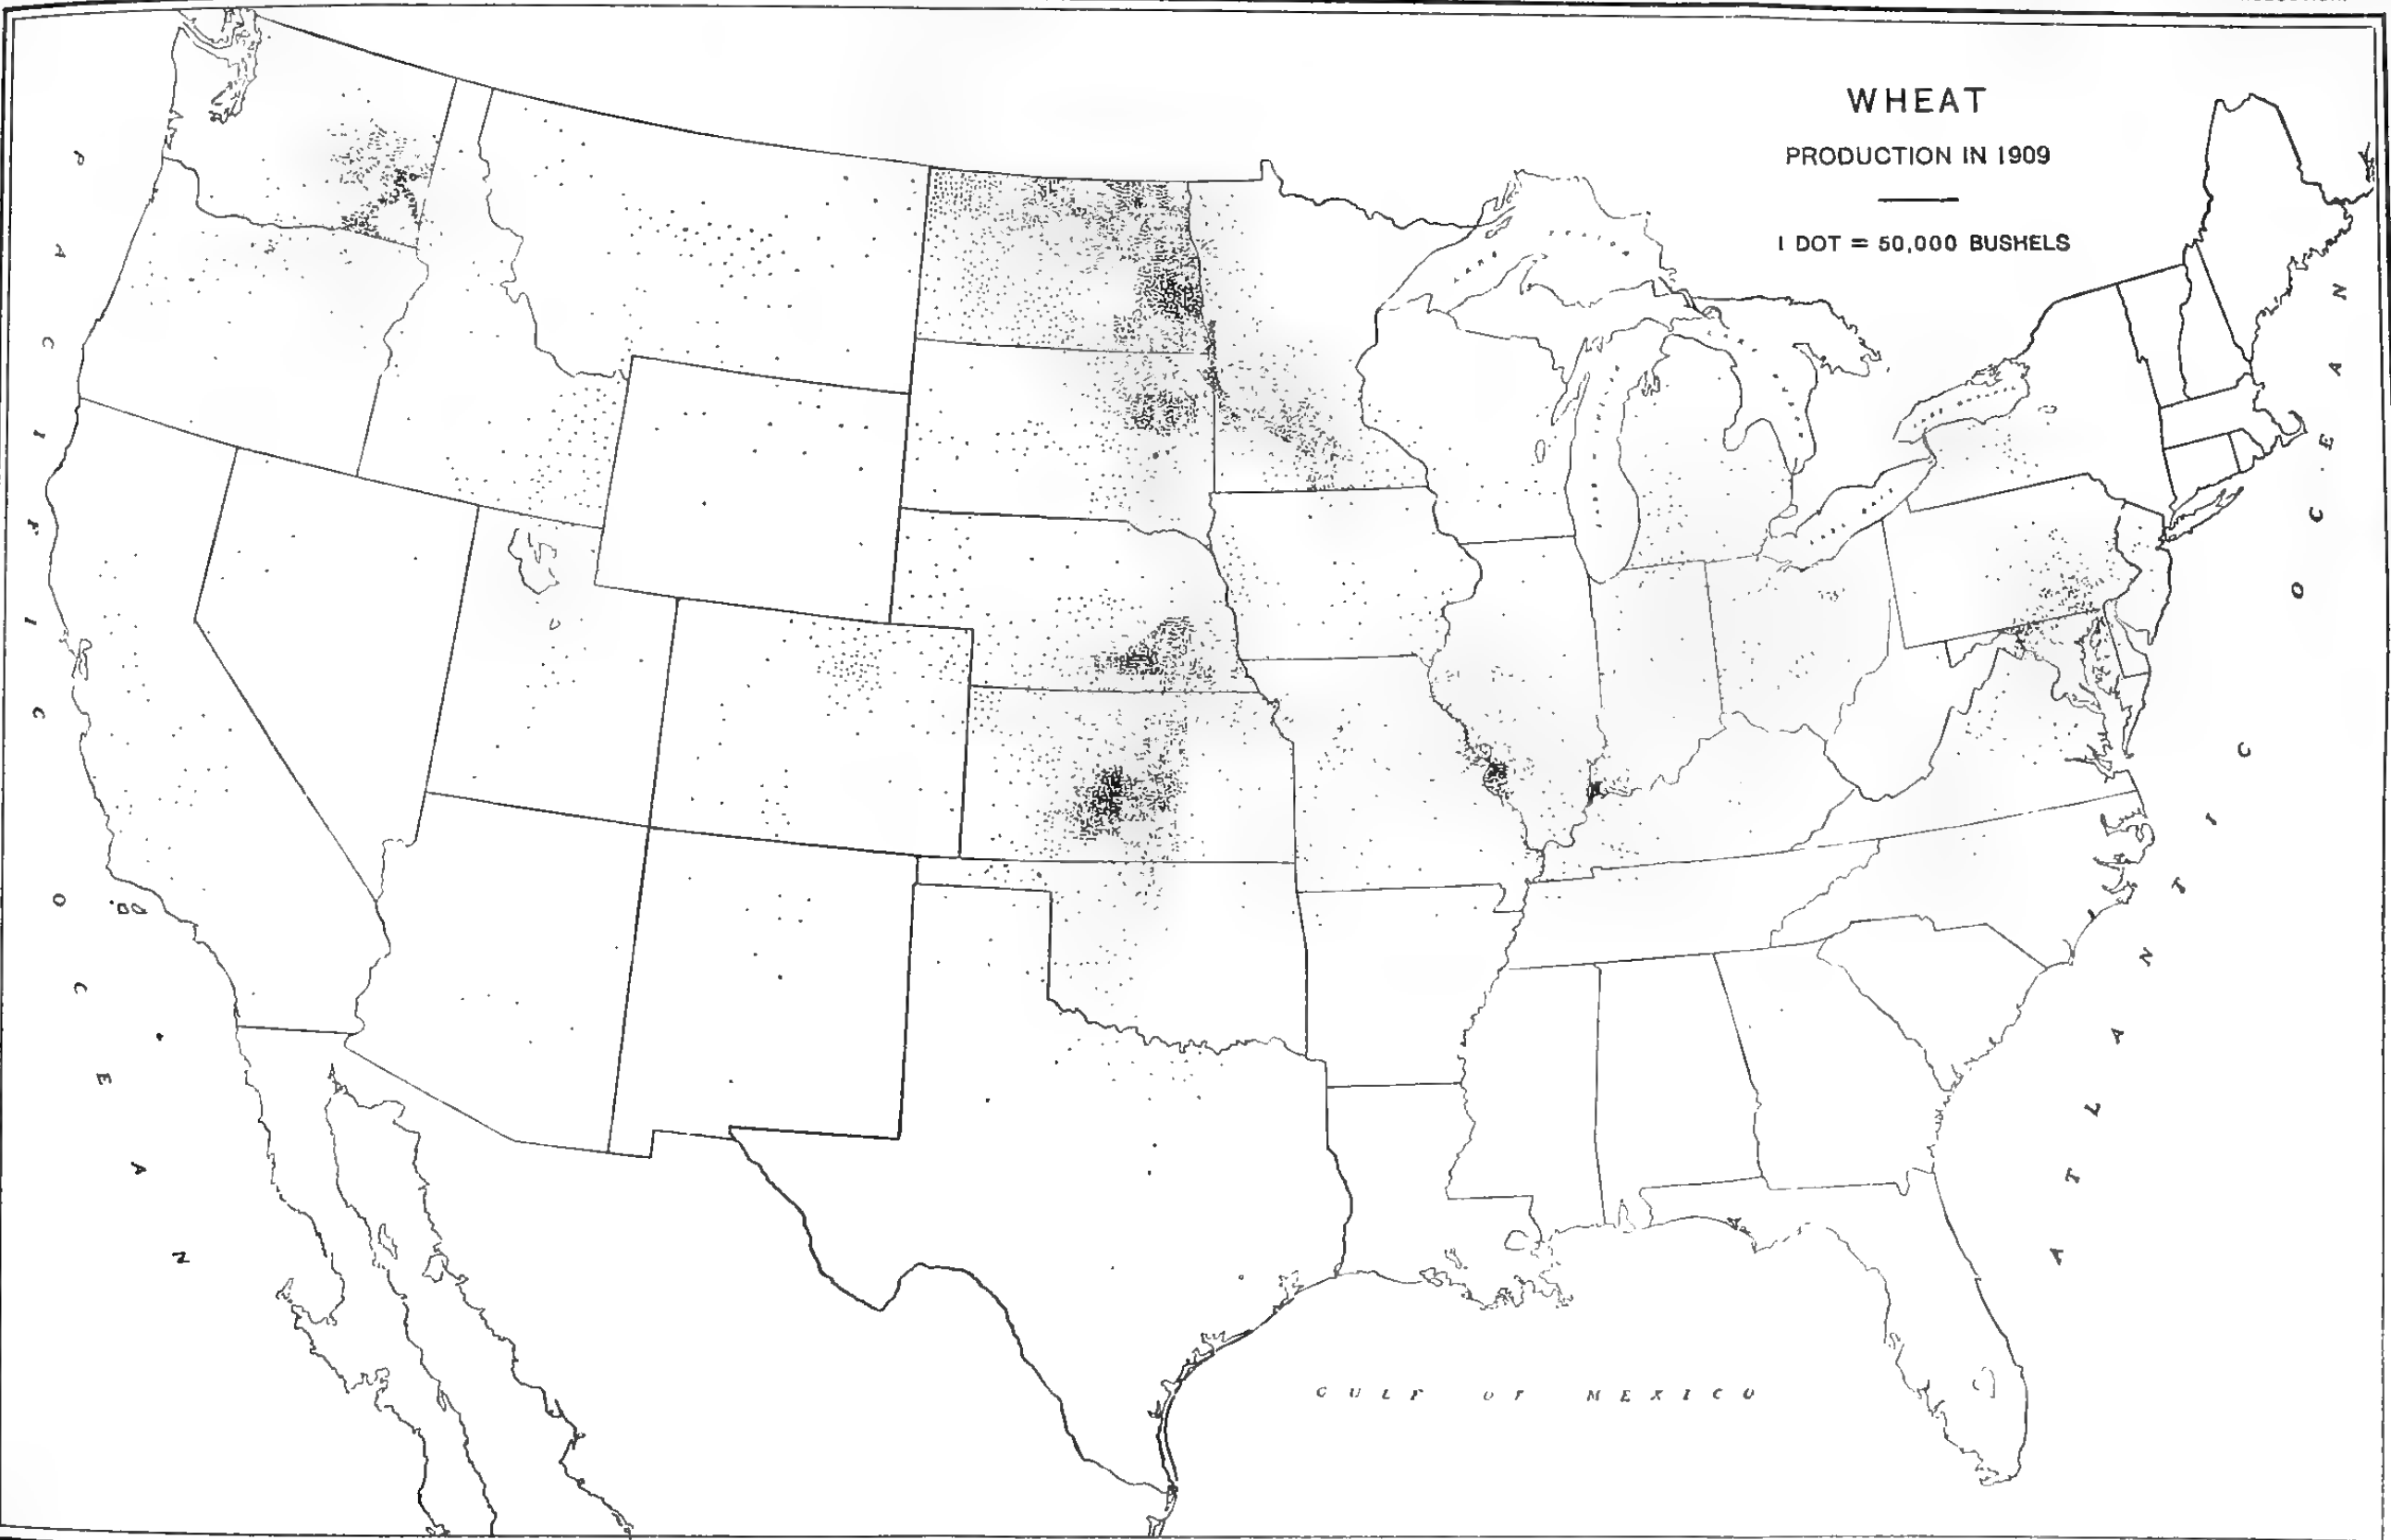 WHEAT
PRODUCTION IN 1909
1 DOT = 50,000 BUSHELS
PACIFIC OCEAN
ATLANTIC OCEAN
GULF OF MEXICO